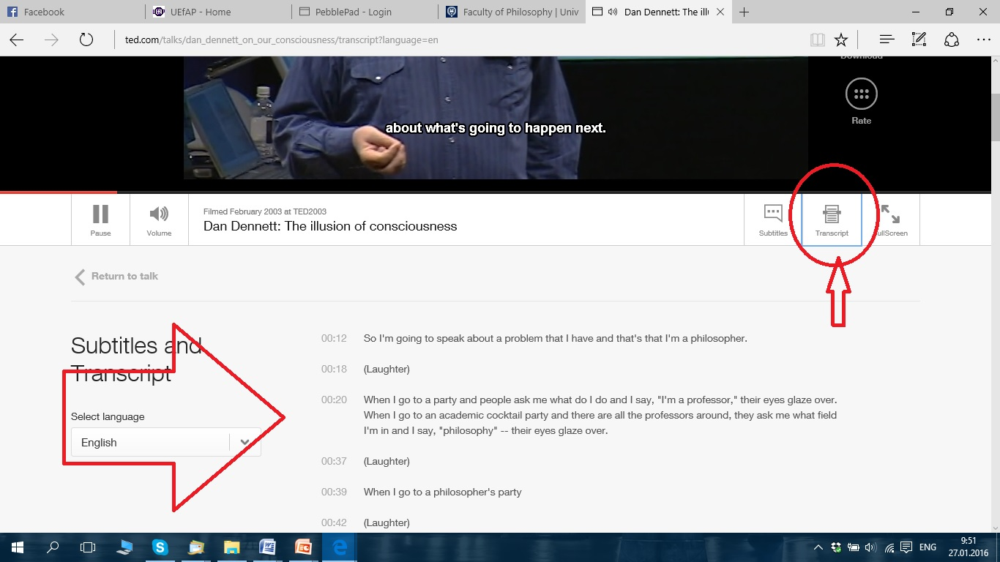 Facebook
UEfAP - Home
PebblePad - Login
Faculty of Philosophy | Univ
Dan Dennett: The ill
ted.com/talks/dan_dennett_on_our_consciousness/transcript?language=en
Download
Rate
about what's going to happen next.
Pause
Volume
Filmed February 2003 at TED2003
Dan Dennett: The illusion of consciousness
Subtitles
Transcript
ullScreen
Return to talk
Subtitles and
Transcript
Select language
English
00:12 So I'm going to speak about a problem that I have and that's that I'm a philosopher.
00:18 (Laughter)
00:20 When I go to a party and people ask me what do I do and I say, "I'm a professor," their eyes glaze over.
When I go to an academic cocktail party and there are all the professors around, they ask me what field
I'm in and I say, "philosophy" -- their eyes glaze over.
00:37 (Laughter)
00:39 When I go to a philosopher's party
00:42 (Laughter)
ENG
9:51
27.01.2016